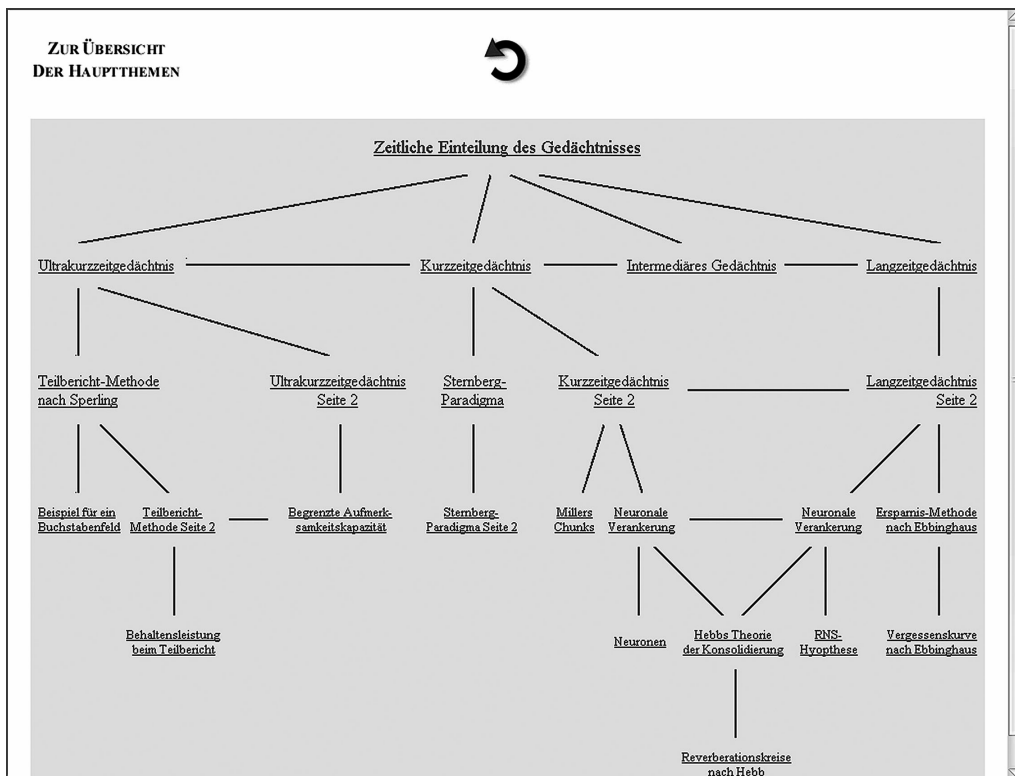 ZUR ÜBERSICHT
DER HAUPTTHEMEN
Zeitliche Einteilung des Gedächtnisses
Ultrakurzzeitgedächtnis
Kurzzeitgedächtnis
Intermediäres Gedächtnis
Langzeitgedächtnis
Teilbericht-Methode
nach Sperling
Ultrakurzzeitgedächtnis
Seite 2
Sternberg-
Paradigma
Kurzzeitgedächtnis
Seite 2
Langzeitgedächtnis
Seite 2
Beispiel für ein
Buchstabenfeld
Teilbericht-
Methode Seite 2
Begrenzte Aufmerk-
samkeitskapazität
Sternberg-
Paradigma Seite 2
Millers
Chunks
Neuronale
Verankerung
Neuronale
Verankerung
Ersparnis-Methode
nach Ebbinghaus
Behaltensleistung
beim Teilbericht
Neuronen
Hebbs Theorie
der Konsolidierung
RNS-
Hyopthese
Vergessenskurve
nach Ebbinghaus
Reverberationskreise
nach Hebb